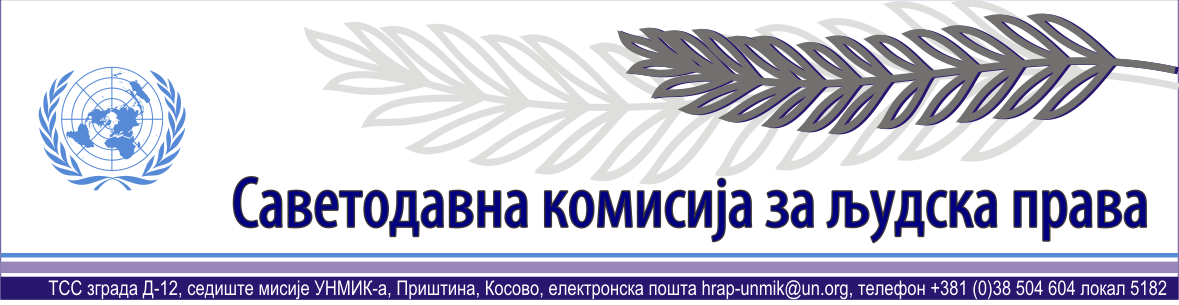 Саветодавна комисија за људска права
ТСС зграда Д-12, седиште мисије УНМИК-а, Приштина, Косово, електронска пошта hrap-unmik@un.org, телефон +381 (0)38 504 604 локал 5182